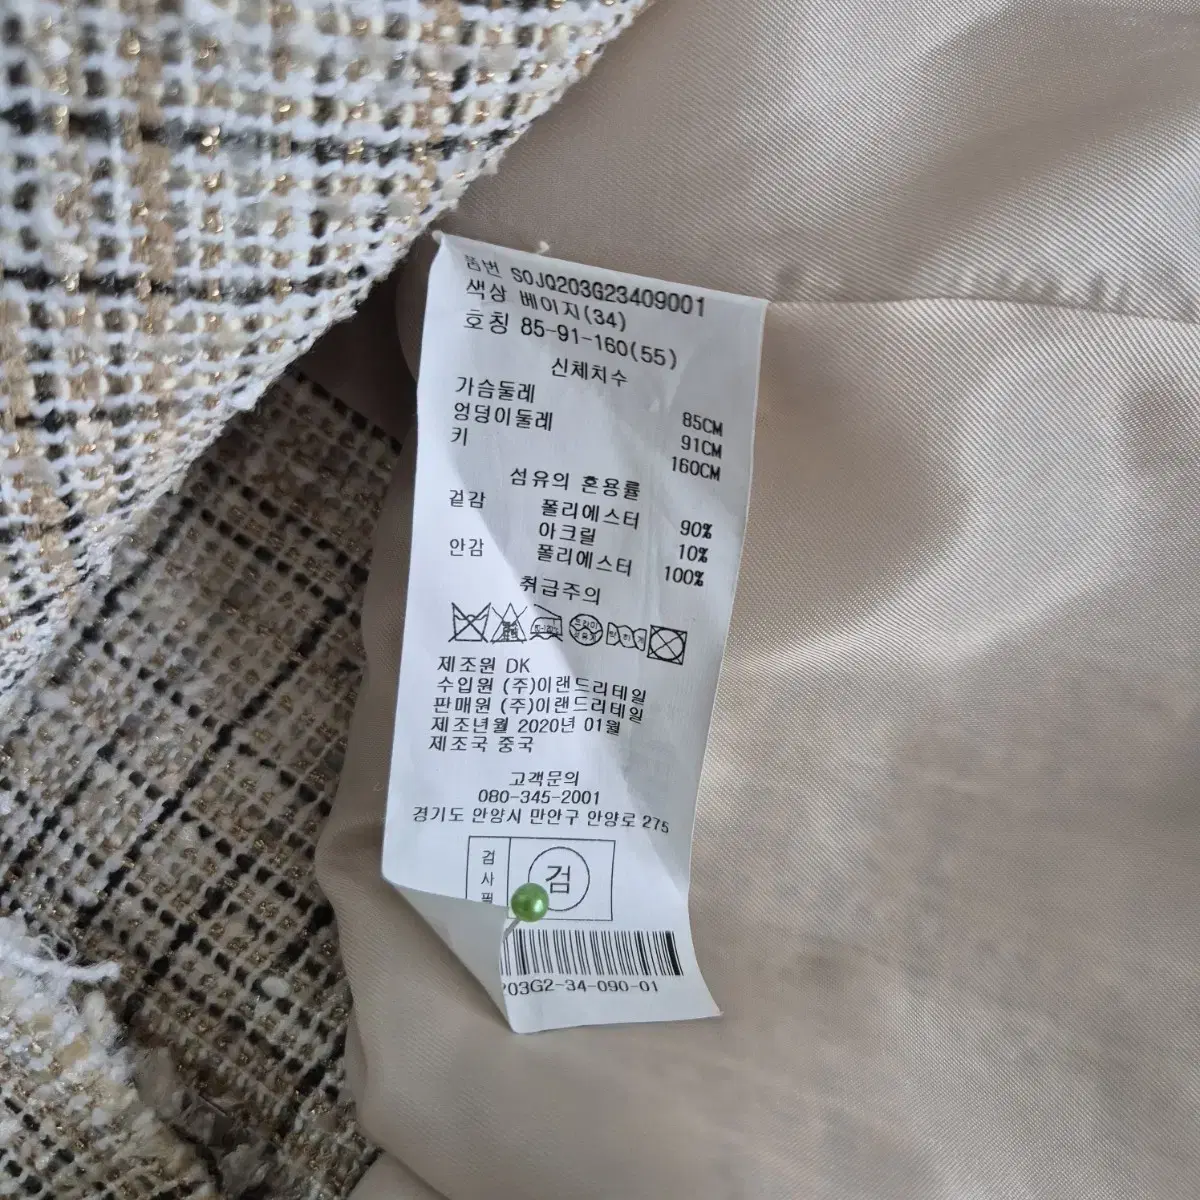 품번 SOJQ203G23409001
색상 베이지(34)
호칭 85-91-160(55)
신체치수
가슴둘레 85CM
엉덩이둘레 91CM
키 160CM
섬유의 혼용률
겉감 폴리에스터 90%
아크릴 10%
안감 폴리에스터 100%
취급주의
제조원 DK
수입원 (주)이랜드리테일
판매원 (주)이랜드리테일
제조년월 2020년 01월
제조국 중국
고객문의
080-345-2001
경기도 안양시 만안구 안양로 275
검사필 검
03G2-34-090-01